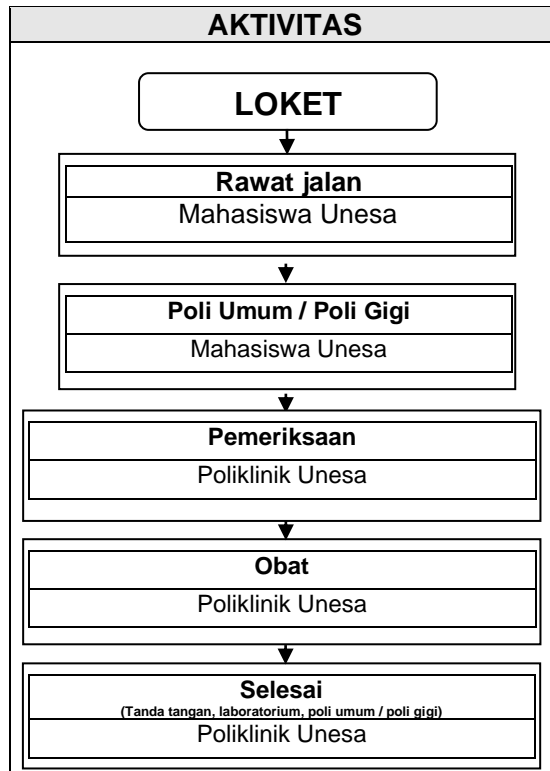 AKTIVITAS
LOKET
Rawat jalan
Mahasiswa Unesa
Poli Umum / Poli Gigi
Mahasiswa Unesa
Pemeriksaan
Poliklinik Unesa
Obat
Poliklinik Unesa
Selesai
(Tanda tangan, laboratorium, poli umum / poli gigi)
Poliklinik Unesa